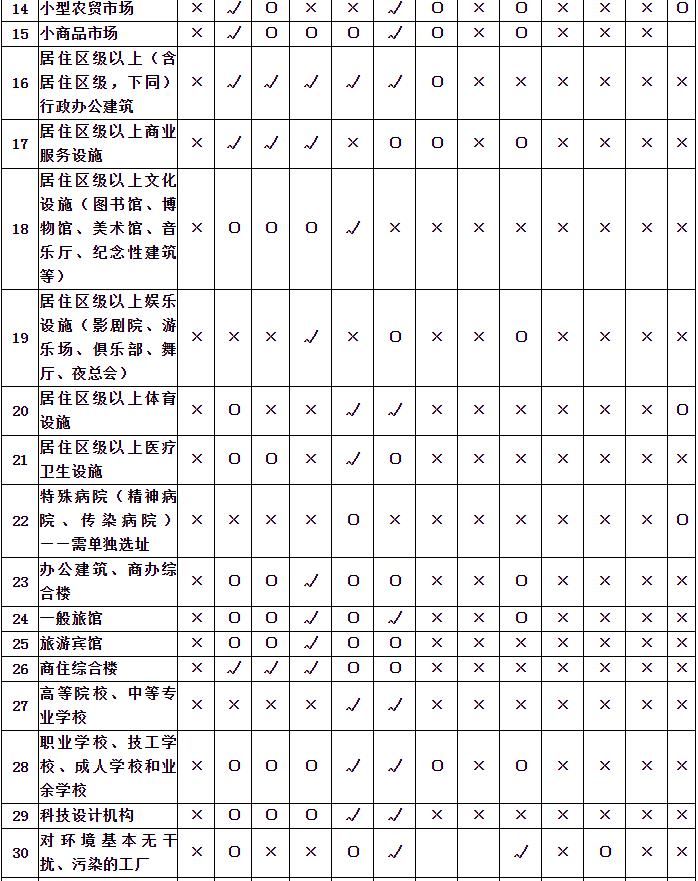 14 小型农贸市场 × √ O × × √ O × O × × × O
15 小商品市场 × √ O O O √ O × O × × ×
居住区级以上（含
16 居住区级，下同） × √ √ √ √ √ O × × × × × ×
行政办公建筑
17 居住区级以上商业 × √ √ √ × O O × O × × × ×
服务设施
居住区级以上文化
设施（图书馆、博
18 物馆、美术馆、音 × O O O √ × × × × × × × ×
乐厅、纪念性建筑
等）
居住区级以上娱乐
设施（影剧院、游
19 乐场、俱乐部、舞 × × × √ × O × × O × × × ×
厅、夜总会）
20 居住区级以上体育 × O × × √ √ × × × × × × O
设施
21 居住区级以上医疗 × O O × √ O × × × × × × ×
卫生设施
特殊病院（精神病
22 院、传染病院） × × × × O × × × × × × × O
——需单独选址
23 办公建筑、商办综 × O O √ O O × × O × × × ×
合楼
24 一般旅馆 × O O √ O √ × × O × × × ×
25 旅游宾馆 × O O √ O O × × × × × × ×
26 商住综合楼 × √ √ √ O O × × × × × × ×
27 高等院校、中等专 × × × × √ √ × × × × × × ×
业学校
职业学校、技工学
28 校、成人学校和业 × O O O √ √ O × O × × × ×
余学校
29 科技设计机构 × O O O √ √ × × × × × × ×
30 对环境基本无干 × O × × O √ √ × O × ×
扰、污染的工厂